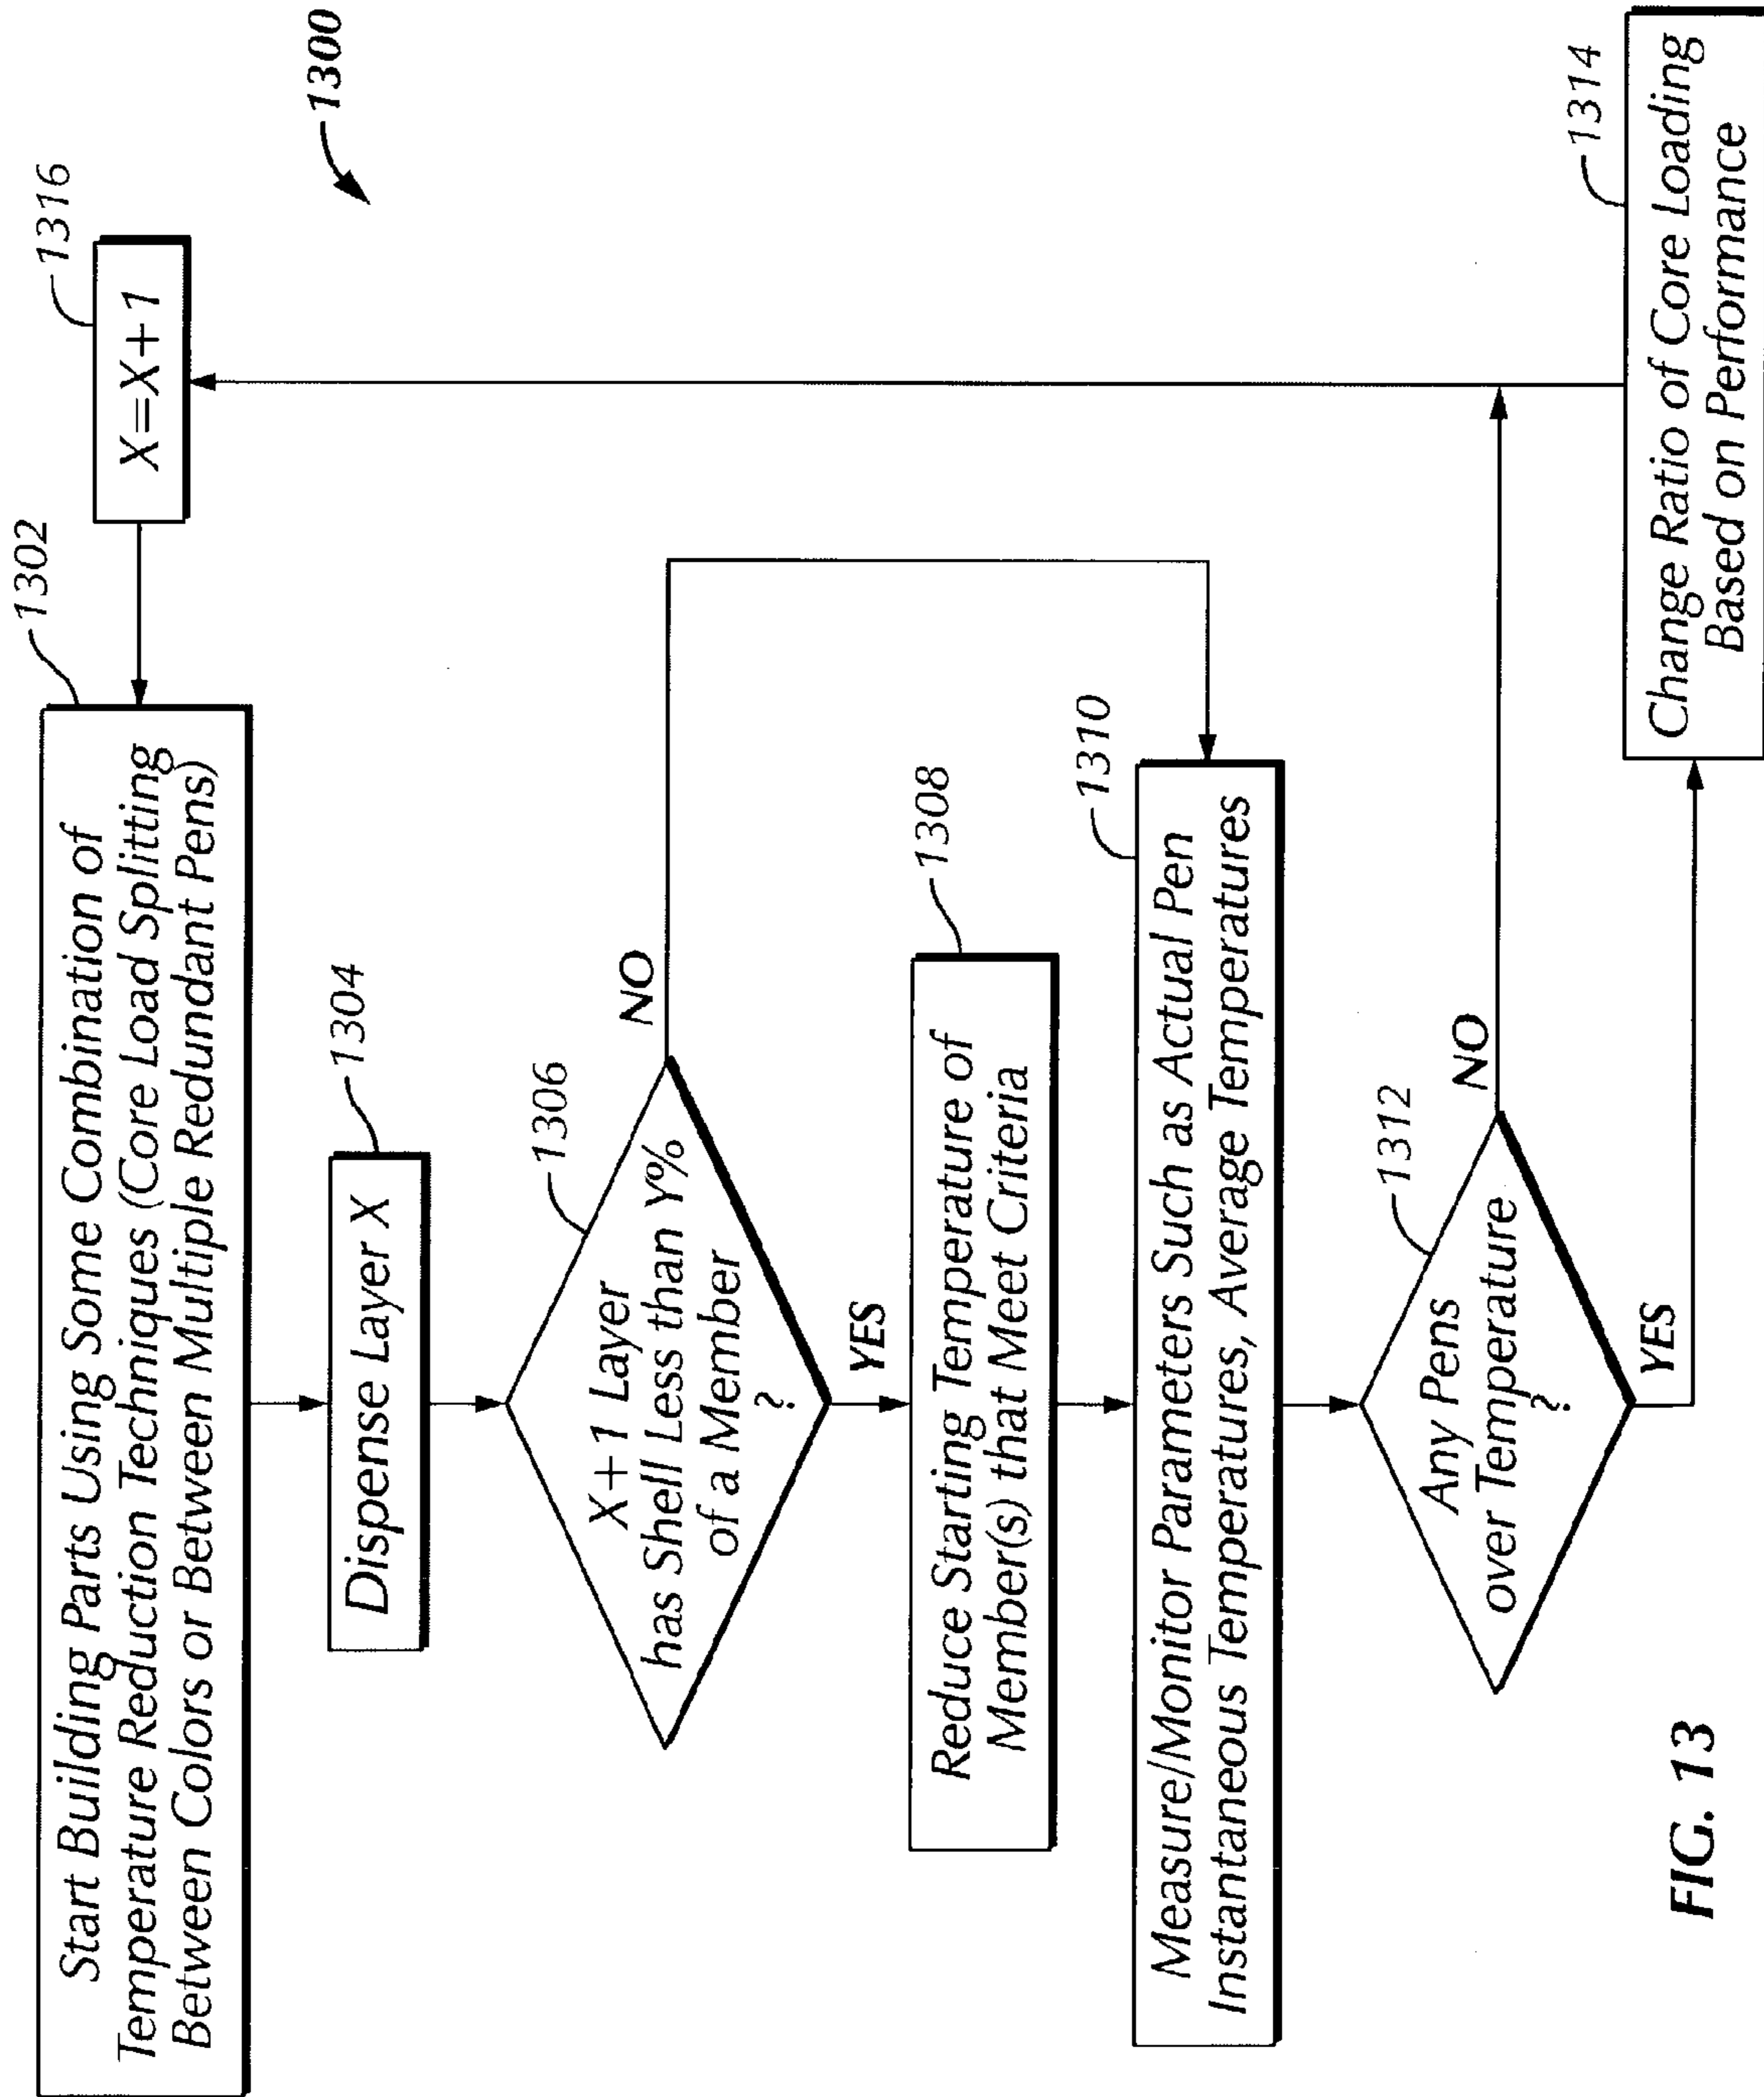 1300
1316
X=X+1
1302
Start Building Parts Using Some Combination of
Temperature Reduction Techniques (Core Load Splitting
Between Colors or Between Multiple Redundant Pens)
1304
Dispense Layer X
1306
X+1 Layer
has Shell Less than Y%
of a Member
?
NO
YES
1308
Reduce Starting Temperature of
Member(s) that Meet Criteria
1310
Measure/Monitor Parameters Such as Actual Pen
Instantaneous Temperatures, Average Temperatures
1312
Any Pens
over Temperature
?
NO
YES
1314
Change Ratio of Core Loading
Based on Performance
FIG. 13